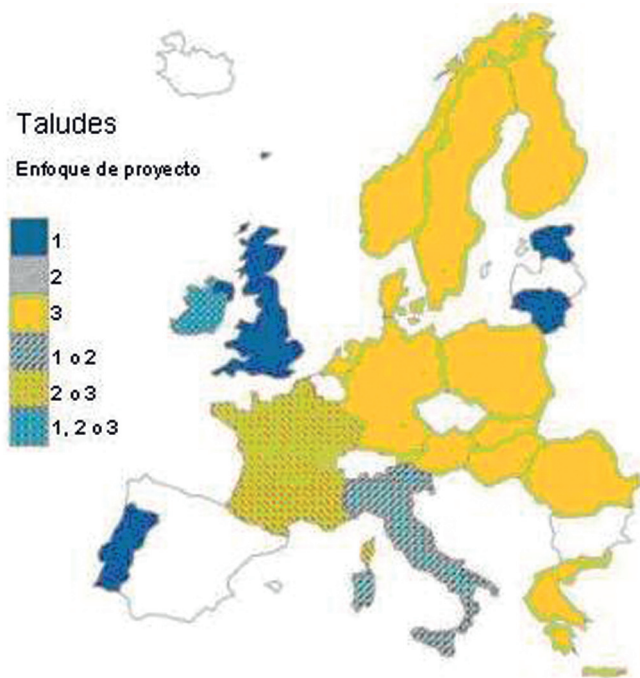 Taludes
Enfoque de proyecto
1
2
3
1 o 2
2 o 3
1, 2 o 3